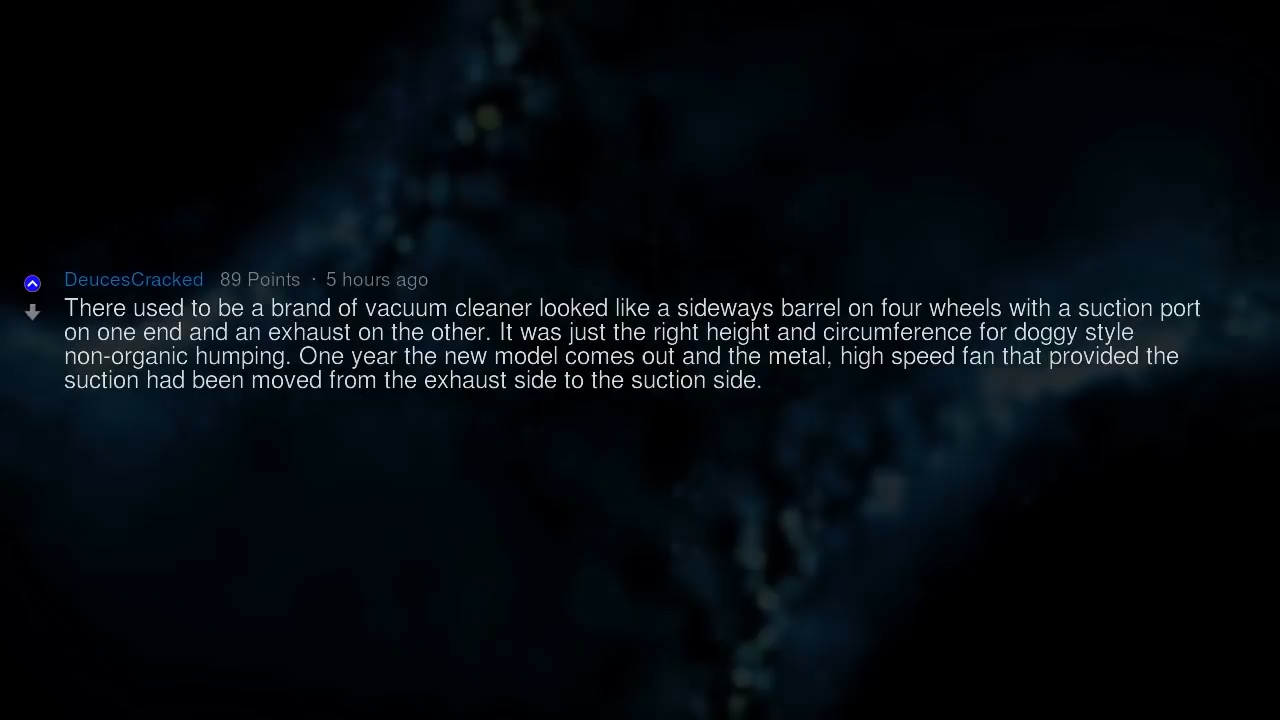 DeucesCracked 89 Points · 5 hours ago
There used to be a brand of vacuum cleaner looked like a sideways barrel on four wheels with a suction port
on one end and an exhaust on the other. It was just the right height and circumference for doggy style
non-organic humping. One year the new model comes out and the metal, high speed fan that provided the
suction had been moved from the exhaust side to the suction side.